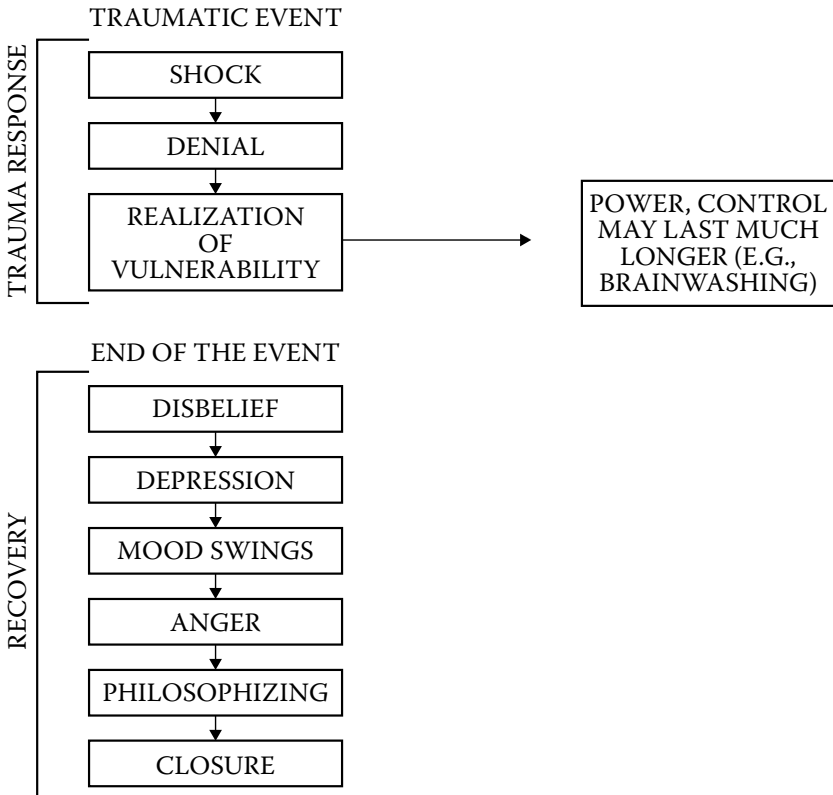 TRAUMATIC EVENT
TRAUMA RESPONSE
SHOCK
DENIAL
REALIZATION
OF
VULNERABILITY
POWER, CONTROL
MAY LAST MUCH
LONGER (E.G.,
BRAINWASHING)
END OF THE EVENT
RECOVERY
DISBELIEF
DEPRESSION
MOOD SWINGS
ANGER
PHILOSOPHIZING
CLOSURE